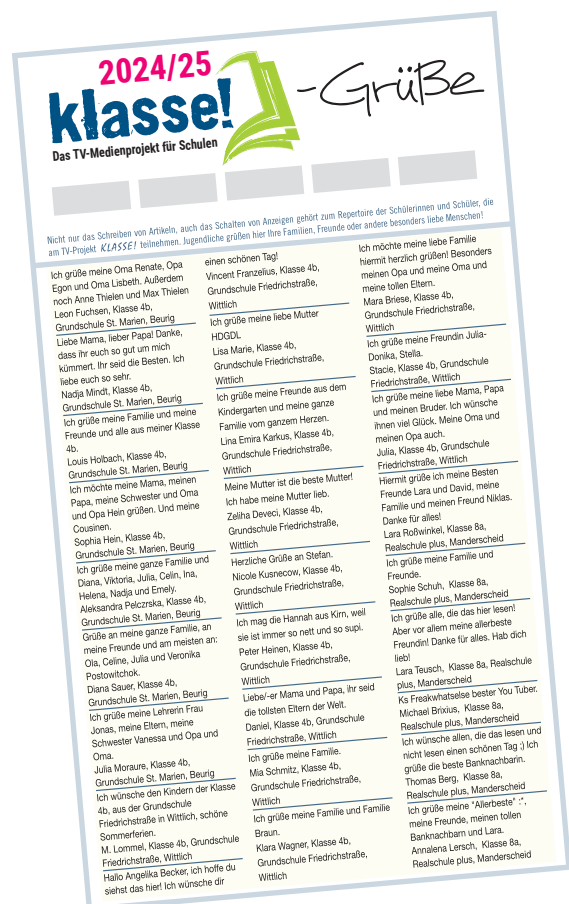 2024/25
klasse!
-Grüße
Das TV-Medienprojekt für Schulen
Nicht nur das Schreiben von Artikeln, auch das Schalten von Anzeigen gehört zum Repertoire der Schülerinnen und Schüler, die
am TV-Projekt KLASSE! teilnehmen. Jugendliche grüßen hier Ihre Familien, Freunde oder andere besonders liebe Menschen!
Ich grüße meine Oma Renate, Opa
Egon und Oma Lisbeth. Außerdem
noch Anne Thielen und Max Thielen
Leon Fuchsen, Klasse 4b,
Grundschule St. Marien, Beurig
Liebe Mama, lieber Papa! Danke,
dass ihr euch so gut um mich
kümmert. Ihr seid die Besten. Ich
liebe euch so sehr.
Nadja Mindt, Klasse 4b,
Grundschule St. Marien, Beurig
Ich grüße meine Familie und meine
Freunde und alle aus meiner Klasse
4b.
Louis Holbach, Klasse 4b,
Grundschule St. Marien, Beurig
Ich möchte meine Mama, meinen
Papa, meine Schwester und Oma
und Opa Hein grüßen. Und meine
Cousinen.
Sophia Hein, Klasse 4b,
Grundschule St. Marien, Beurig
Ich grüße meine ganze Familie und
Diana, Viktoria, Julia, Celin, Ina,
Helena, Nadja und Emely.
Aleksandra Pelczrska, Klasse 4b,
Grundschule St. Marien, Beurig
Grüße an meine ganze Familie, an
meine Freunde und am meisten an:
Ola, Celine, Julia und Veronika
Postowitchok.
Diana Sauer, Klasse 4b,
Grundschule St. Marien, Beurig
Ich grüße meine Lehrerin Frau
Jonas, meine Eltern, meine
Schwester Vanessa und Opa und
Oma.
Julia Moraure, Klasse 4b,
Grundschule St. Marien, Beurig
Ich wünsche den Kindern der Klasse
4b, aus der Grundschule
Friedrichstraße in Wittlich, schöne
Sommerferien.
M. Lommel, Klasse 4b, Grundschule
Friedrichstraße, Wittlich
Hallo Angelika Becker, ich hoffe du
siehst das hier! Ich wünsche dir
einen schönen Tag!
Vincent Franzelius, Klasse 4b,
Grundschule Friedrichstraße,
Wittlich
Ich grüße meine liebe Mutter
HDGDL
Lisa Marie, Klasse 4b,
Grundschule Friedrichstraße,
Wittlich
Ich grüße meine Freunde aus dem
Kindergarten und meine ganze
Familie vom ganzem Herzen.
Lina Emira Karkus, Klasse 4b,
Grundschule Friedrichstraße,
Wittlich
Meine Mutter ist die beste Mutter!
Ich habe meine Mutter lieb.
Zeliha Deveci, Klasse 4b,
Grundschule Friedrichstraße,
Wittlich
Herzliche Grüße an Stefan.
Nicole Kusnecow, Klasse 4b,
Grundschule Friedrichstraße,
Wittlich
Ich mag die Hannah aus Kirn, weil
sie ist immer so nett und so supi.
Peter Heinen, Klasse 4b,
Grundschule Friedrichstraße,
Wittlich
Liebe/-er Mama und Papa, ihr seid
die tollsten Eltern der Welt.
Daniel, Klasse 4b, Grundschule
Friedrichstraße, Wittlich
Ich grüße meine Familie.
Mia Schmitz, Klasse 4b,
Grundschule Friedrichstraße,
Wittlich
Ich grüße meine Familie und Familie
Braun.
Klara Wagner, Klasse 4b,
Grundschule Friedrichstraße,
Wittlich
Ich möchte meine liebe Familie
hiermit herzlich grüßen! Besonders
meinen Opa und meine Oma und
meine tollen Eltern.
Mara Briese, Klasse 4b,
Grundschule Friedrichstraße,
Wittlich
Ich grüße meine Freundin Julia-
Donika, Stella.
Stacie, Klasse 4b, Grundschule
Friedrichstraße, Wittlich
Ich grüße meine liebe Mama, Papa
und meinen Bruder. Ich wünsche
ihnen viel Glück. Meine Oma und
meinen Opa auch.
Julia, Klasse 4b, Grundschule
Friedrichstraße, Wittlich
Hiermit grüße ich meine Besten
Freunde Lara und David, meine
Familie und meinen Freund Niklas.
Danke für alles!
Lara Roßwinkel, Klasse 8a,
Realschule plus, Manderscheid
Ich grüße meine Familie und
Freunde.
Sophie Schuh, Klasse 8a,
Realschule plus, Manderscheid
Ich grüße alle, die das hier lesen!
Aber vor allem meine allerbeste
Freundin! Danke für alles. Hab dich
lieb!
Lara Teusch, Klasse 8a, Realschule
plus, Manderscheid
Ks Freakwhatselse bester You Tuber.
Michael Brixius, Klasse 8a,
Realschule plus, Manderscheid
Ich wünsche allen, die das lesen und
nicht lesen einen schönen Tag ;) Ich
grüße die beste Banknachbarin.
Thomas Berg, Klasse 8a,
Realschule plus, Manderscheid
Ich grüße meine "Allerbeste" :*,
meine Freunde, meinen tollen
Banknachbarn und Lara.
Annalena Lersch, Klasse 8a,
Realschule plus, Manderscheid